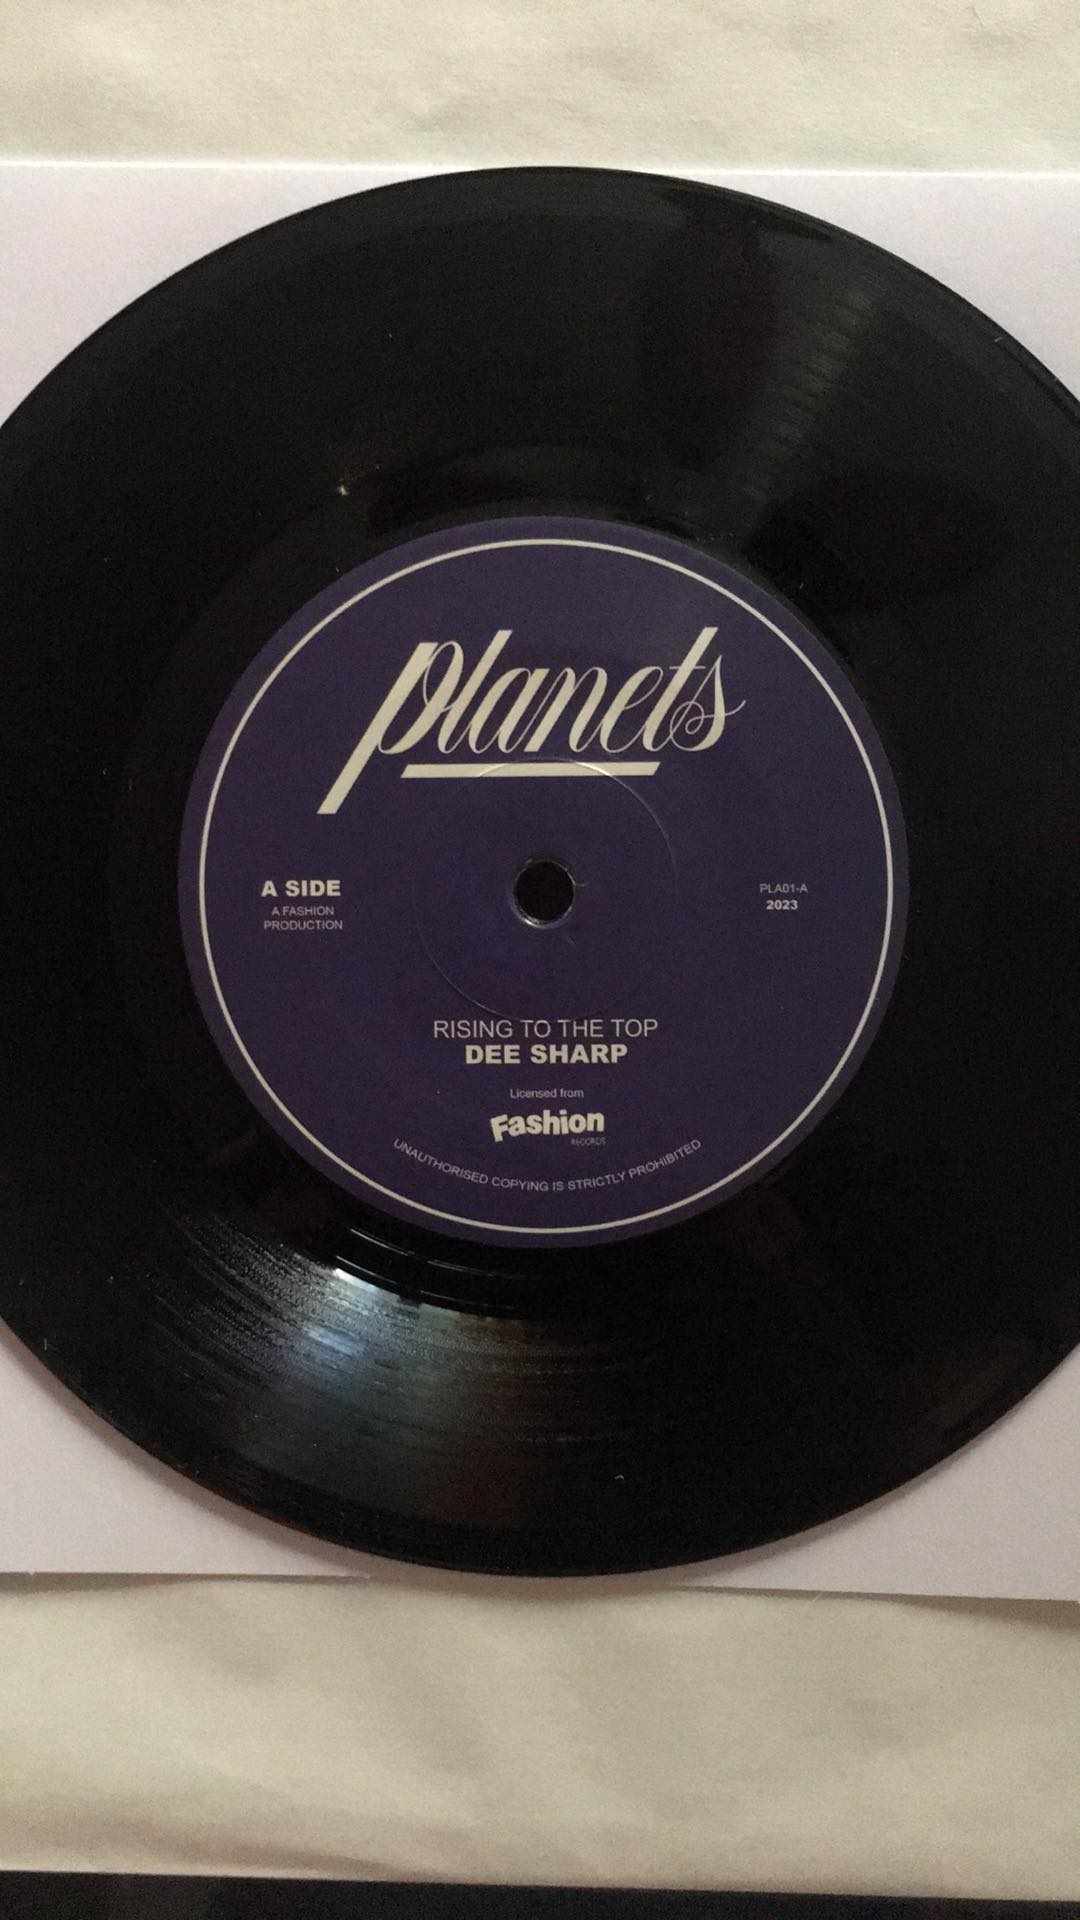 planets
A SIDE
A FASHION
PRODUCTION
PLA01-A
2023
RISING TO THE TOP
DEE SHARP
Licensed from
Fashion
RECORDS
UNAUTHORISED COPYING IS STRICTLY PROHIBITED